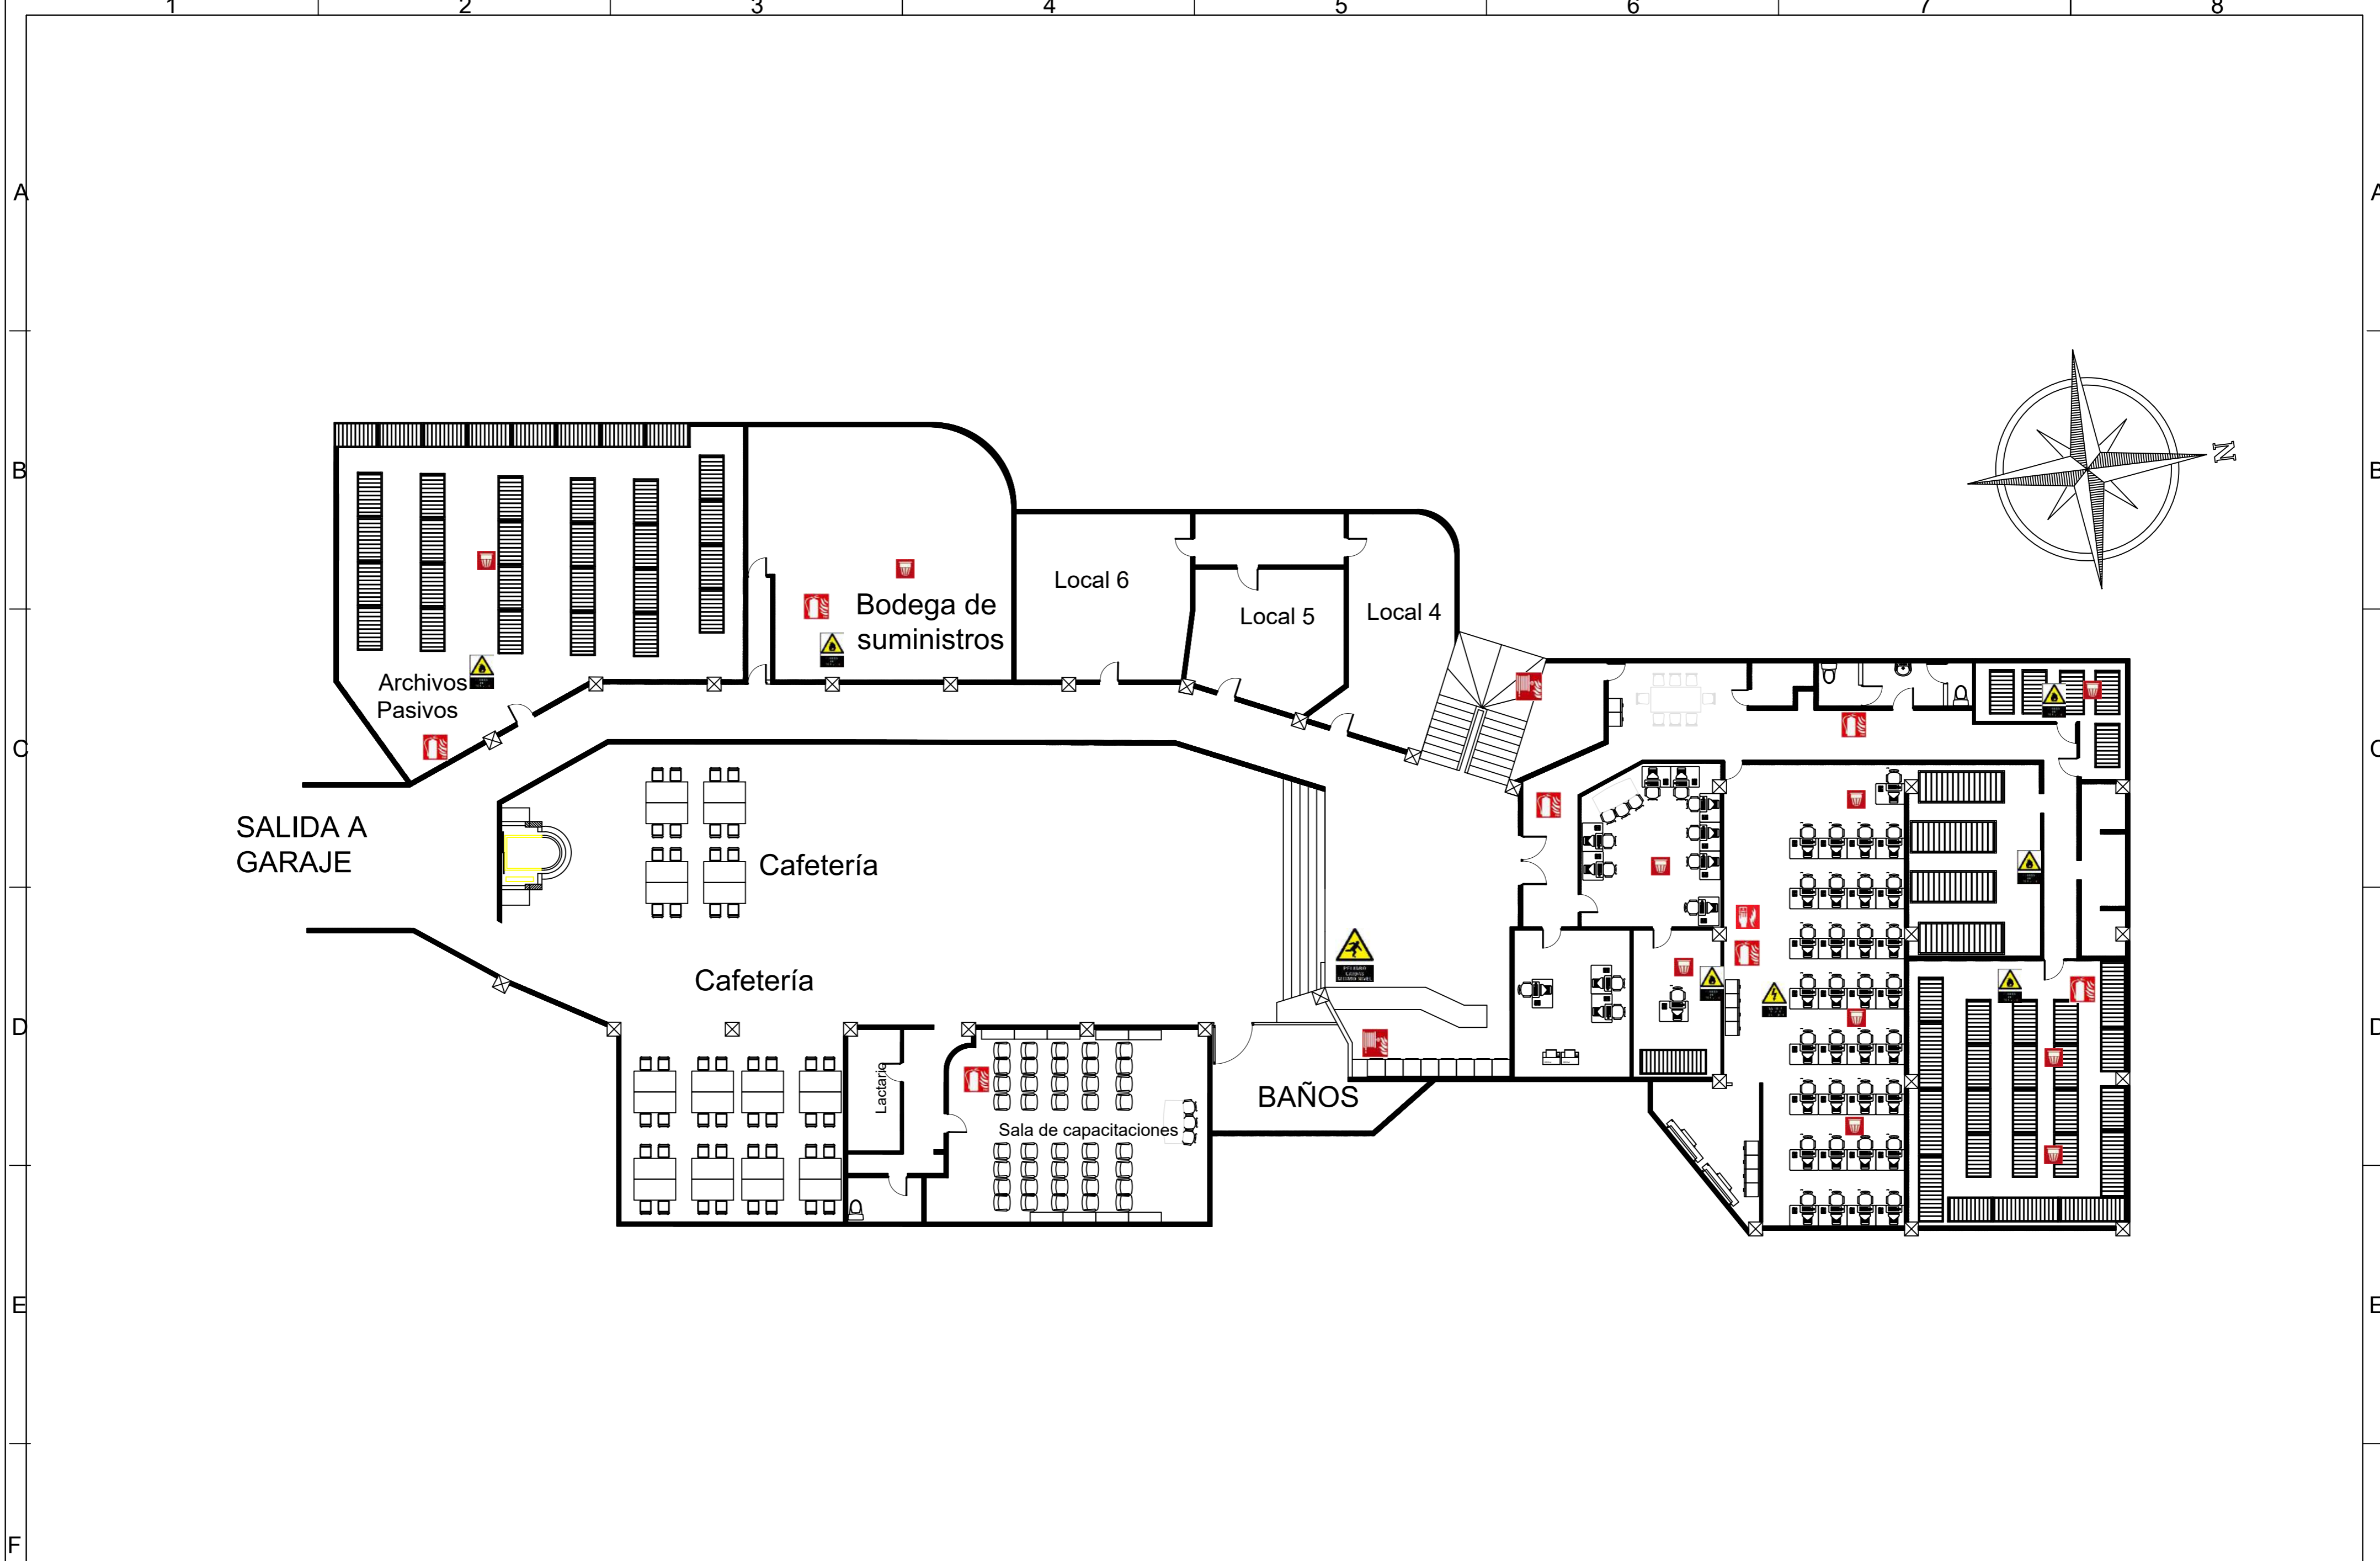 1 2 3 4 5 6 7 8
A A
B B
N
Local 6
Bodega de
suministros
Local 5
Local 4
Archivos
Pasivos
C C
SALIDA A
GARAJE
Cafetería
Cafetería
D D
Lactario
BAÑOS
Sala de capacitaciones
E E
F